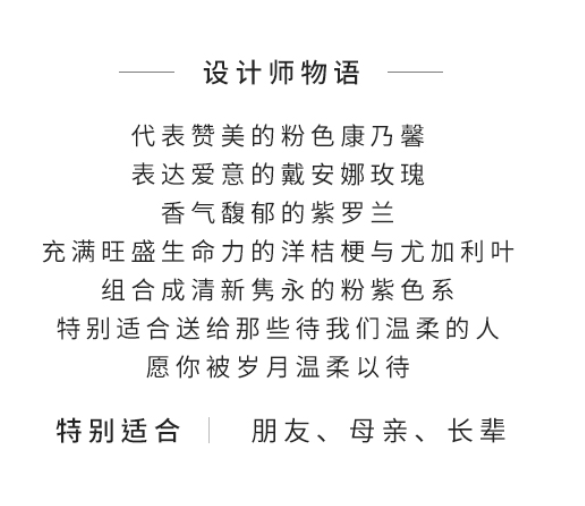 设计师物语
代表赞美的粉色康乃馨
表达爱意的戴安娜玫瑰
香气馥郁的紫罗兰
充满旺盛生命力的洋桔梗与尤加利叶
组合成清新隽永的粉紫色系
特别适合送给那些待我们温柔的人
愿你被岁月温柔以待
特别适合 | 朋友、母亲、长辈